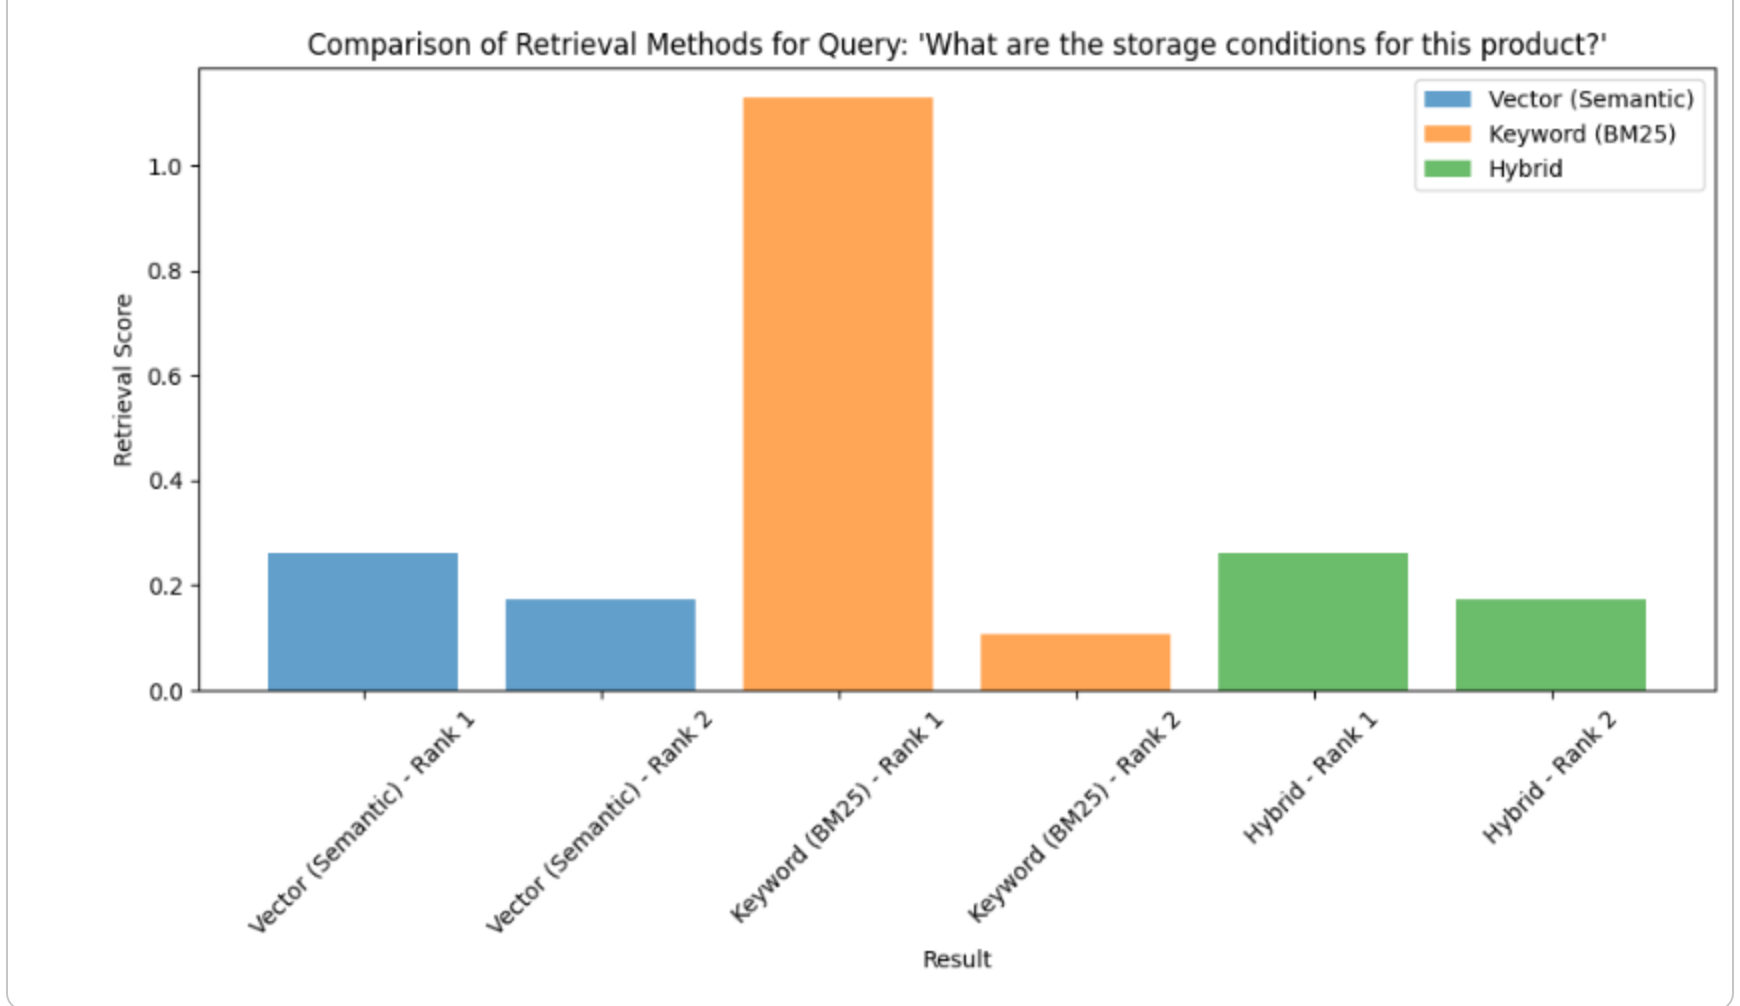 Comparison of Retrieval Methods for Query: 'What are the storage conditions for this product?'
Vector (Semantic)
Keyword (BM25)
Hybrid
Retrieval Score
1.0
0.8
0.6
0.4
0.2
0.0
Vector (Semantic) - Rank 1
Vector (Semantic) - Rank 2
Keyword (BM25) - Rank 1
Keyword (BM25) - Rank 2
Hybrid - Rank 1
Hybrid - Rank 2
Result